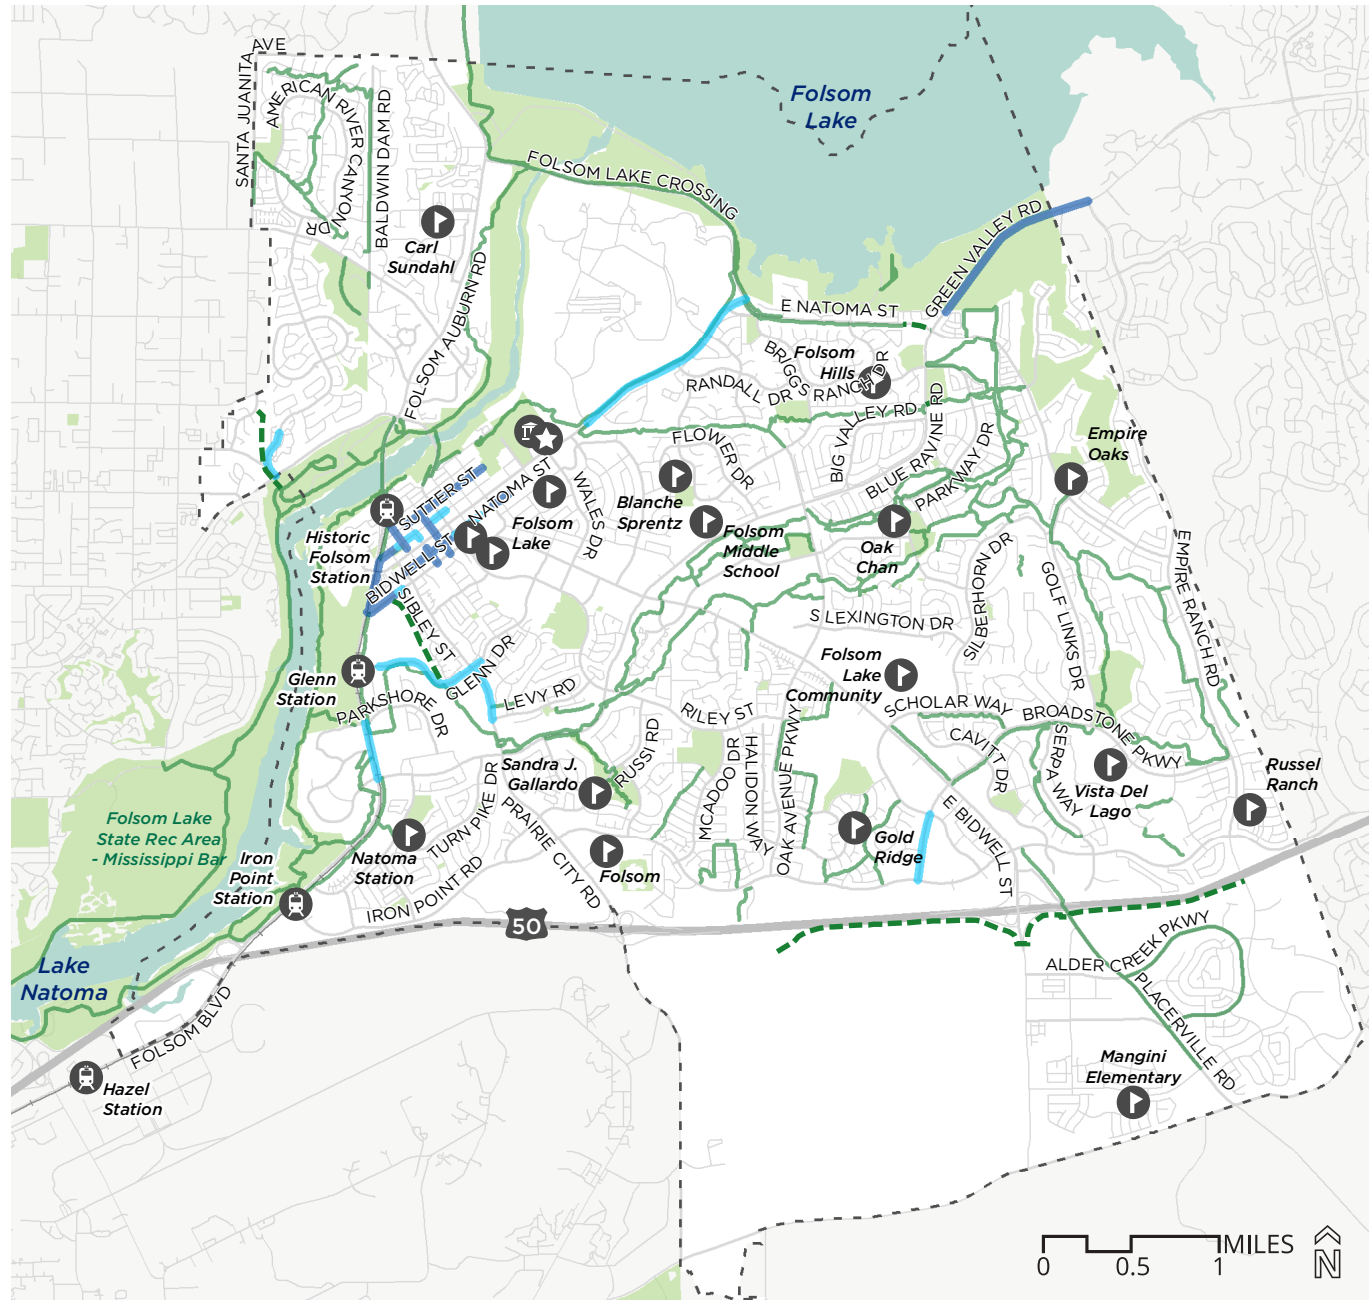 AVE
SANTA JUANITA
AMERICAN RIVER CANYON
DR
BALDWIN DAM RD
Carl
Sundahl
Folsom
Lake
FOLSOM LAKE CROSSING
FOLSOM AUBURN RD
GREEN VALLEY RD
E NATOMA ST
BRIGGS
RANCH DR
Folsom
Hills
RANDALL DR
BIG VALLEY RD
BLUE RAVINE RD
PARKWAY DR
FLOWER DR
Empire
Oaks
Blanche
Sprentz
Folsom
Middle
School
Oak
Chan
WALES DR
NATOMA ST
SUTTER ST
Folsom
Lake
Historic
Folsom
Station
BIDWELL ST
SIBLEY ST
GLENN DR
LEVY RD
Glenn
Station
PARKSHORE DR
S LEXINGTON DR
SILBERHORN DR
GOLF LINKS DR
EMPIRE RANCH RD
Folsom
Lake
Community
SCHOLAR WAY
BROADSTONE PKWY
CAVITT DR
SERPA WAY
Vista Del
Lago
Russel
Ranch
RILEY ST
RUSSI RD
MCADOO DR
HALIDON WAY
OAK AVENUE PKWY
Sandra J.
Gallardo
TURN PIKE DR
PRAIRIE CITY RD
IRON POINT RD
Natoma
Station
Folsom
Gold
Ridge
E BIDWELL ST
Folsom Lake
State Rec Area
- Mississippi Bar
Iron
Point
Station
50
Lake
Natoma
FOLSOM BLVD
Hazel
Station
ALDER CREEK PKWY
PLACERVILLE RD
Mangini
Elementary
MILES
0
0.5
1
N